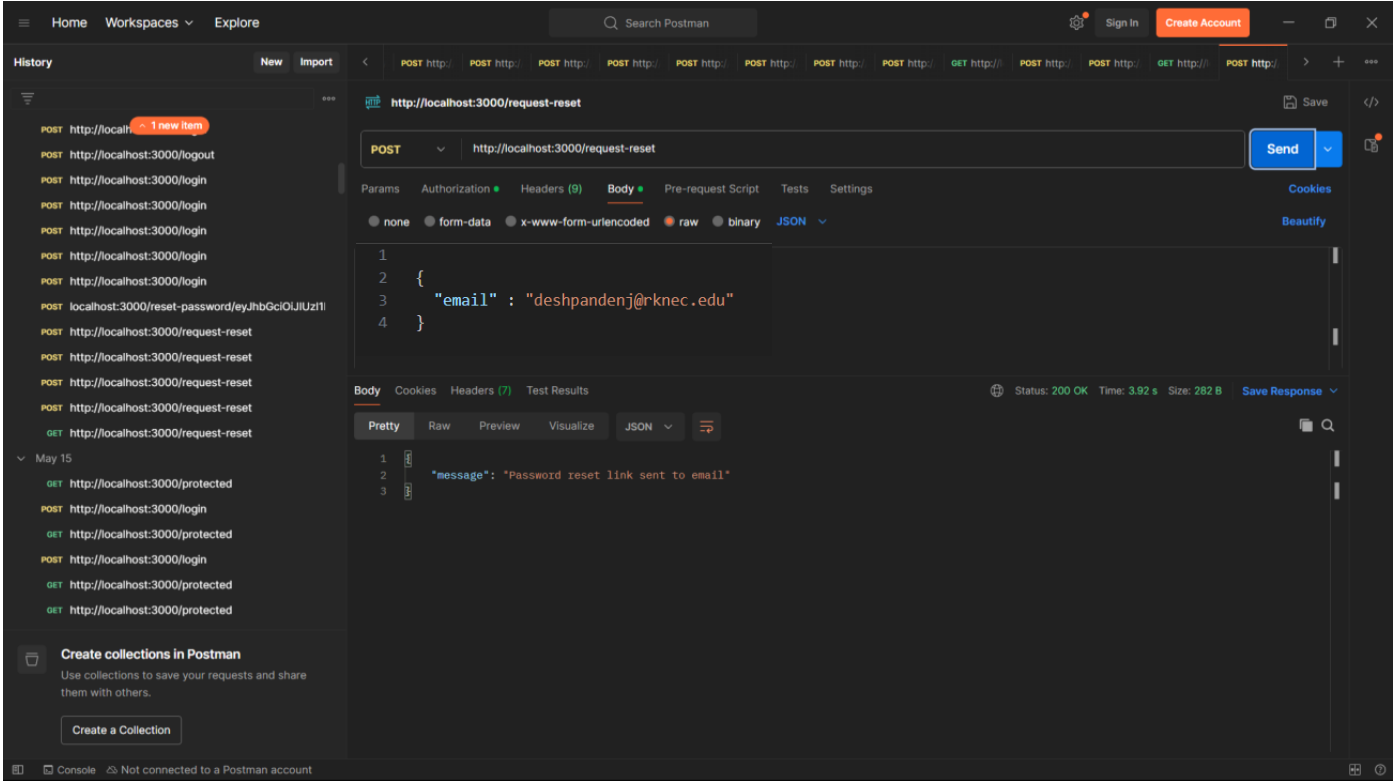 Home Workspaces Explore Search Postman Sign In Create Account
History New Import
POST http:/ POST http:/ POST http:/ POST http:/ POST http:/ POST http:/ POST http:/ POST http:/ GET http:// POST http:/ POST http:/ GET http:// POST http:/
HTTP http://localhost:3000/request-reset Save </>
1 new item
POST http://localh
POST http://localhost:3000/logout
POST http://localhost:3000/login
POST http://localhost:3000/login
POST http://localhost:3000/login
POST http://localhost:3000/login
POST http://localhost:3000/login
POST localhost:3000/reset-password/eyJhbGciOiJIUzI1
POST http://localhost:3000/request-reset
POST http://localhost:3000/request-reset
POST http://localhost:3000/request-reset
POST http://localhost:3000/request-reset
GET http://localhost:3000/request-reset
May 15
GET http://localhost:3000/protected
POST http://localhost:3000/login
GET http://localhost:3000/protected
POST http://localhost:3000/login
GET http://localhost:3000/protected
GET http://localhost:3000/protected
Create collections in Postman
Use collections to save your requests and share
them with others.
Create a Collection
POST http://localhost:3000/request-reset Send
Params Authorization Headers (9) Body Pre-request Script Tests Settings Cookies
none form-data x-www-form-urlencoded raw binary JSON Beautify
1
2 {
3 "email" : "deshpandenj@rknec.edu"
4 }
Body Cookies Headers (7) Test Results Status: 200 OK Time: 3.92 s Size: 282 B Save Response
Pretty Raw Preview Visualize JSON
1 {
2 "message": "Password reset link sent to email"
3 }
Console Not connected to a Postman account